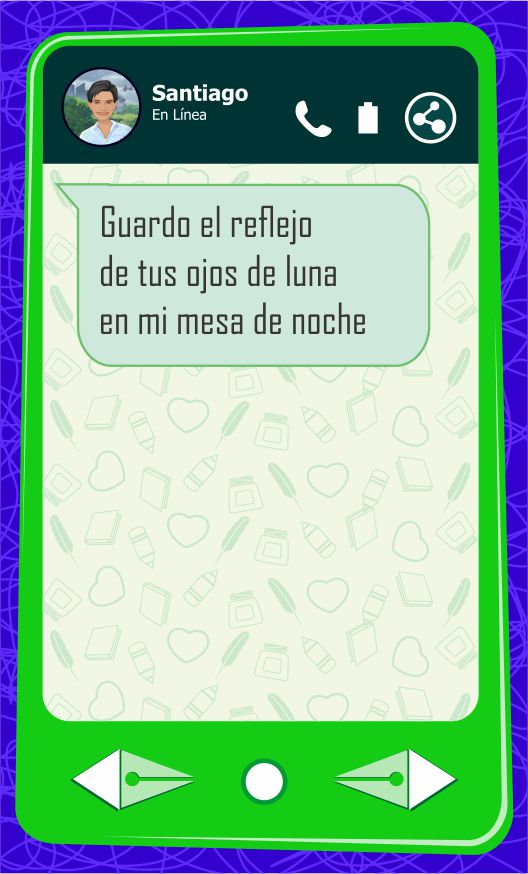 Santiago
En Línea
Guardo el reflejo
de tus ojos de luna
en mi mesa de noche